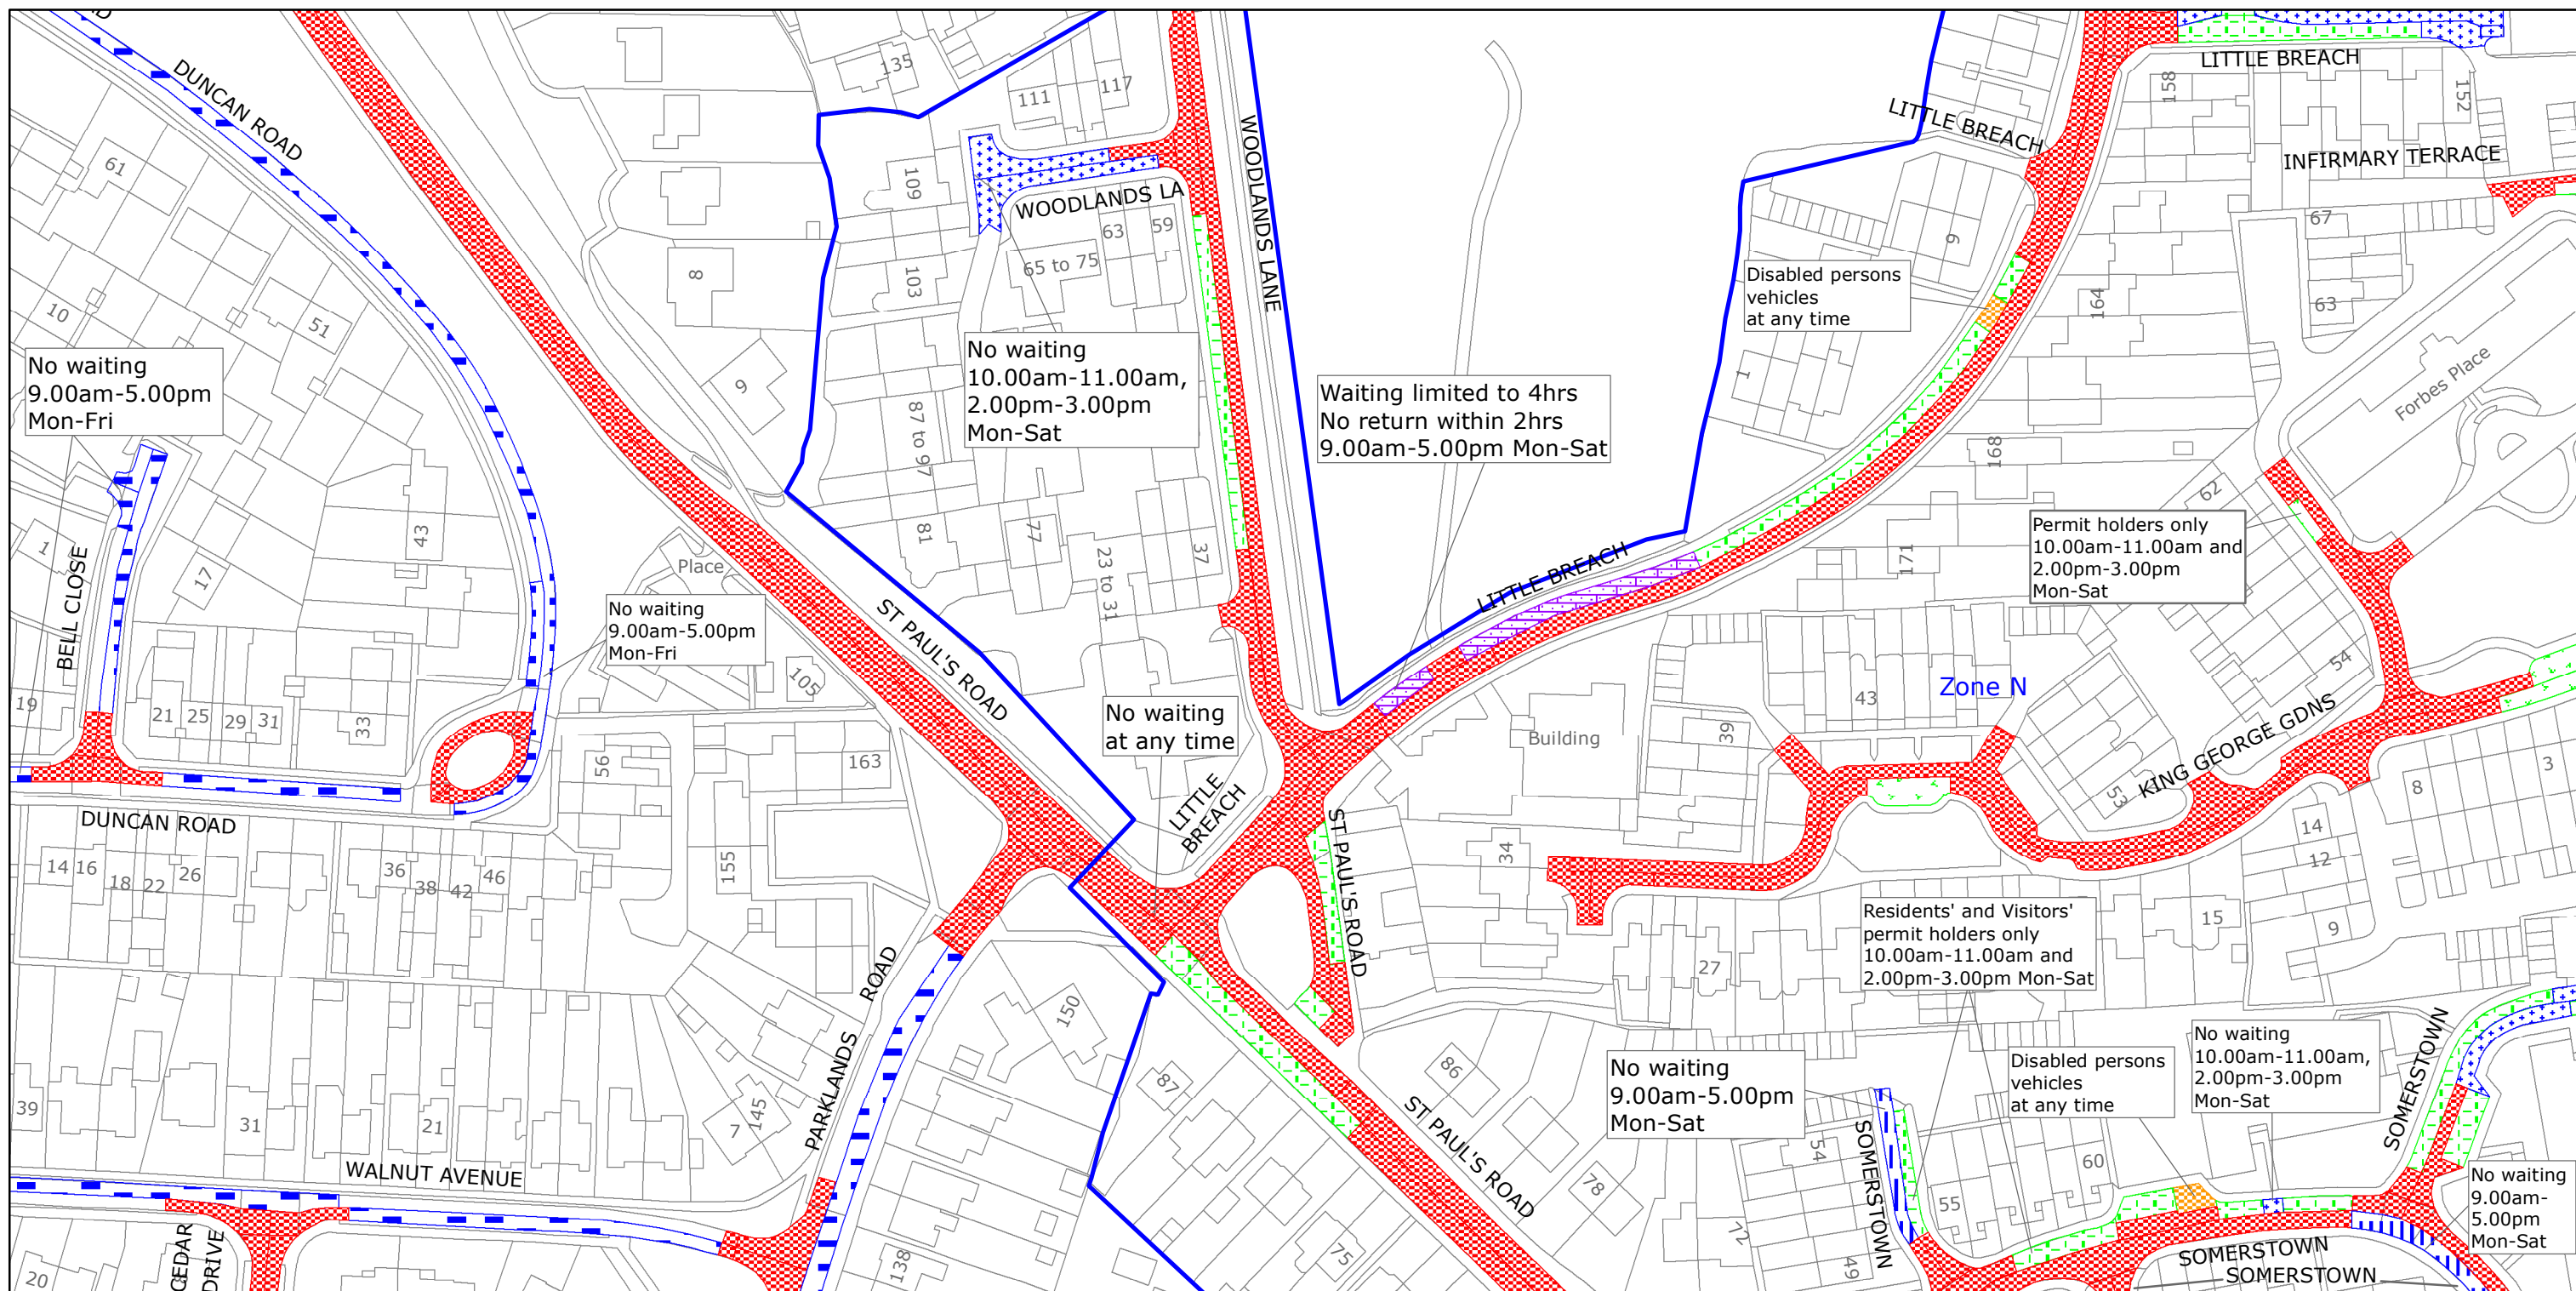 DUNCAN ROAD
LITTLE BREACH
135
117
111
158
152
WOODLANDS LANE
LITTLE BREACH
INFIRMARY TERRACE
61
109
WOODLANDS LA
63
59
65 to 75
103
8
9
67
63
164
Disabled persons
vehicles
at any time
10
51
1
Forbes Place
No waiting
9.00am-5.00pm
Mon-Fri
No waiting
10.00am-11.00am,
2.00pm-3.00pm
Mon-Sat
Waiting limited to 4hrs
No return within 2hrs
9.00am-5.00pm Mon-Sat
9
87 to 97
168
62
43
81
77
37
23 to 31
171
Permit holders only
10.00am-11.00am and
2.00pm-3.00pm
Mon-Sat
1
17
BELL CLOSE
Place
LITTLE BREACH
No waiting
9.00am-5.00pm
Mon-Fri
ST PAUL'S ROAD
105
54
Zone N
43
19
21
25
29
31
33
No waiting
at any time
Building
39
KING GEORGE GDNS
53
56
163
LITTLE
BREACH
3
8
DUNCAN ROAD
ST PAUL'S ROAD
34
14
12
14
16
18
22
26
36
38
42
46
155
Residents' and Visitors'
permit holders only
10.00am-11.00am and
2.00pm-3.00pm Mon-Sat
15
9
27
PARKLANDS ROAD
150
87
86
39
31
21
7
145
WALNUT AVENUE
ST PAUL'S ROAD
No waiting
9.00am-5.00pm
Mon-Sat
Disabled persons
vehicles
at any time
No waiting
10.00am-11.00am,
2.00pm-3.00pm
Mon-Sat
SOMERSTOWN
54
SOMERSTOWN
60
55
78
72
75
49
No waiting
9.00am-
5.00pm
Mon-Sat
SOMERSTOWN
SOMERSTOWN
20
CEDAR
DRIVE
138